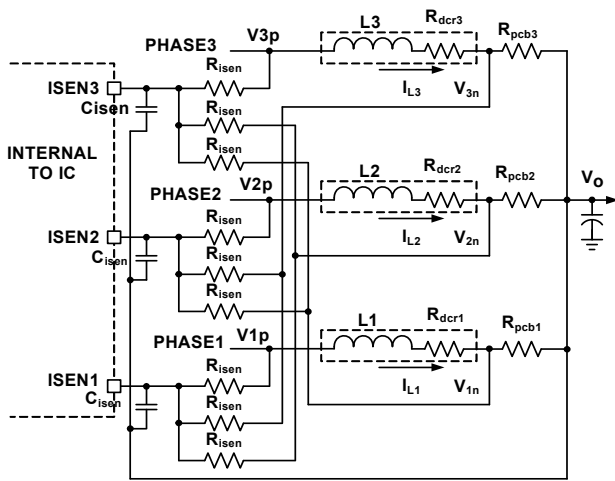 PHASE3
V3p
L3
Rdcr3
Rpcb3
Risen
ISEN3
Cisen
IL3
V3n
Risen
Risen
INTERNAL
TO IC
PHASE2
V2p
L2
Rdcr2
Rpcb2
Vo
Risen
ISEN2
Cisen
IL2
V2n
Risen
Risen
PHASE1
V1p
L1
Rdcr1
Rpcb1
Risen
ISEN1
Cisen
IL1
V1n
Risen
Risen